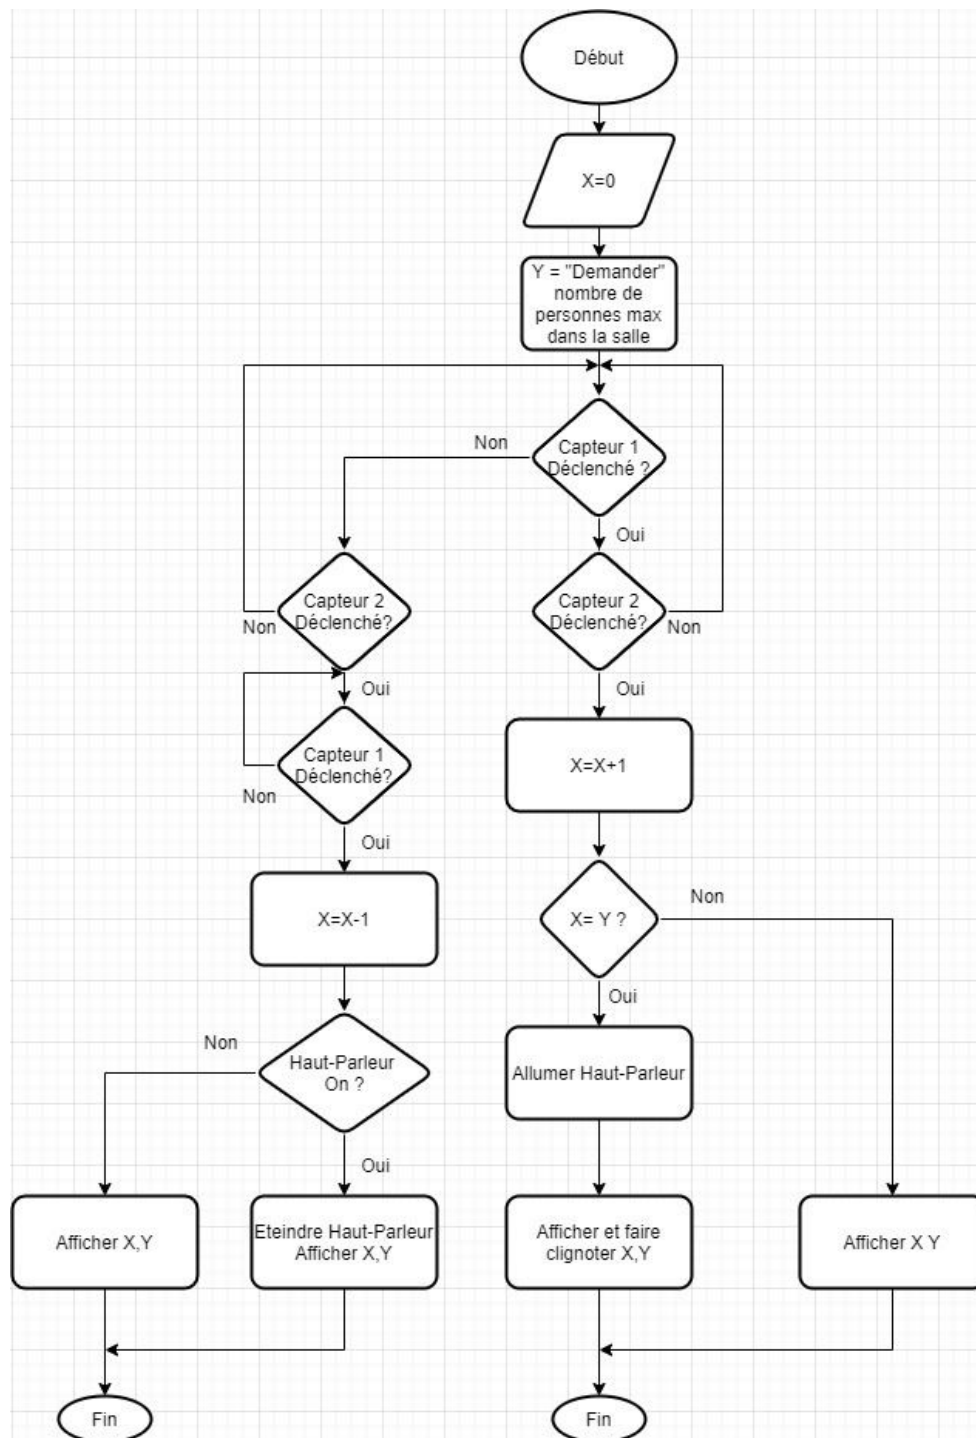 Début
X=0
Y = "Demander"
nombre de
personnes max
dans la salle
Capteur 1
Déclenché ?
Non
Oui
Capteur 2
Déclenché?
Non
Oui
Capteur 2
Déclenché?
Non
Oui
Capteur 1
Déclenché?
Non
Oui
X=X+1
X=X-1
X= Y ?
Non
Oui
Haut-Parleur
On ?
Non
Oui
Allumer Haut-Parleur
Afficher X,Y
Eteindre Haut-Parleur
Afficher X,Y
Afficher et faire
clignoter X,Y
Afficher X Y
Fin
Fin